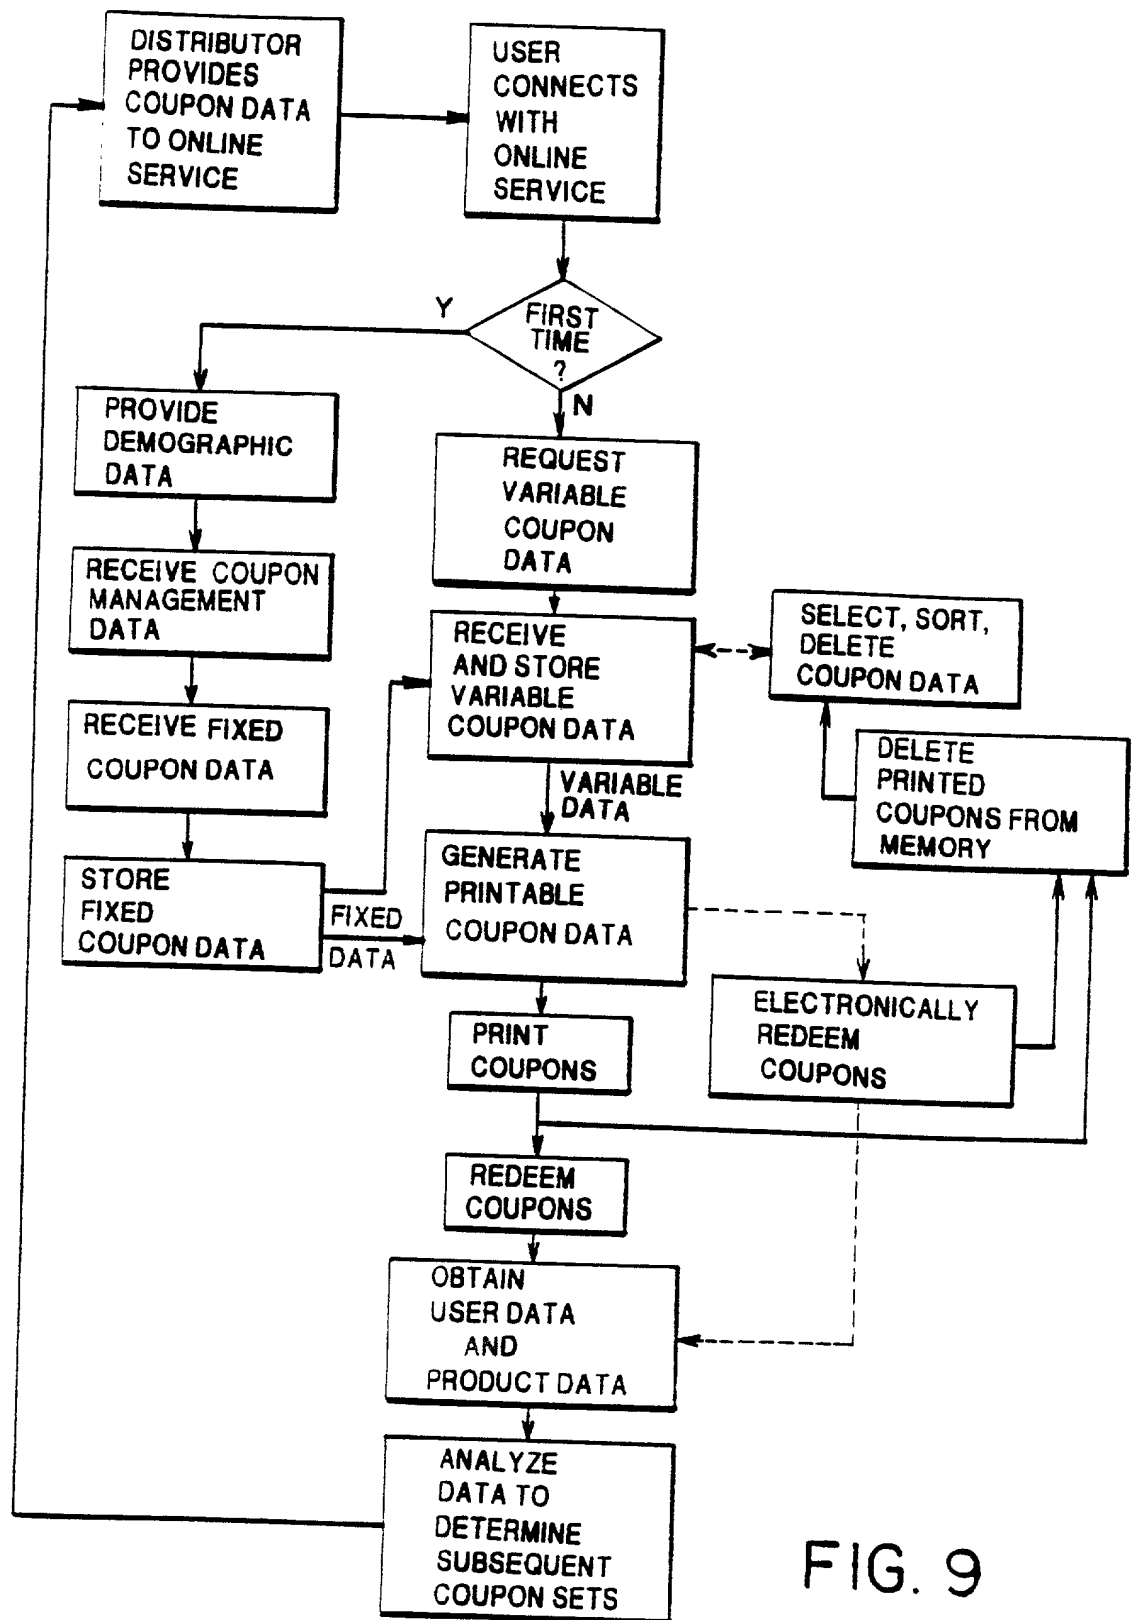 DISTRIBUTOR
PROVIDES
COUPON DATA
TO ONLINE
SERVICE
USER
CONNECTS
WITH
ONLINE
SERVICE
FIRST
TIME
?
Y
N
PROVIDE
DEMOGRAPHIC
DATA
REQUEST
VARIABLE
COUPON
DATA
RECEIVE COUPON
MANAGEMENT
DATA
RECEIVE
AND STORE
VARIABLE
COUPON DATA
SELECT, SORT,
DELETE
COUPON DATA
RECEIVE FIXED
COUPON DATA
VARIABLE
DATA
DELETE
PRINTED
COUPONS FROM
MEMORY
STORE
FIXED
COUPON DATA
FIXED
DATA
GENERATE
PRINTABLE
COUPON DATA
ELECTRONICALLY
REDEEM
COUPONS
PRINT
COUPONS
REDEEM
COUPONS
OBTAIN
USER DATA
AND
PRODUCT DATA
ANALYZE
DATA TO
DETERMINE
SUBSEQUENT
COUPON SETS
FIG. 9